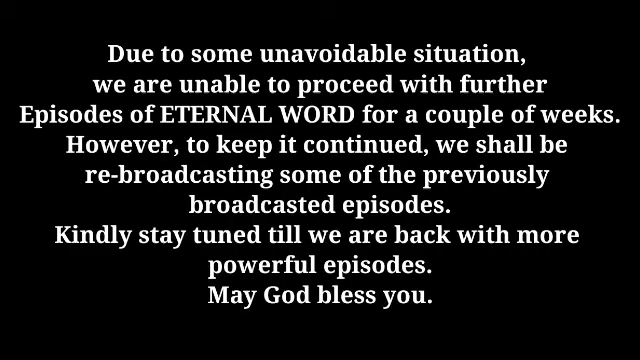 Due to some unavoidable situation,
we are unable to proceed with further
Episodes of ETERNAL WORD for a couple of weeks.
However, to keep it continued, we shall be
re-broadcasting some of the previously
broadcasted episodes.
Kindly stay tuned till we are back with more
powerful episodes.
May God bless you.